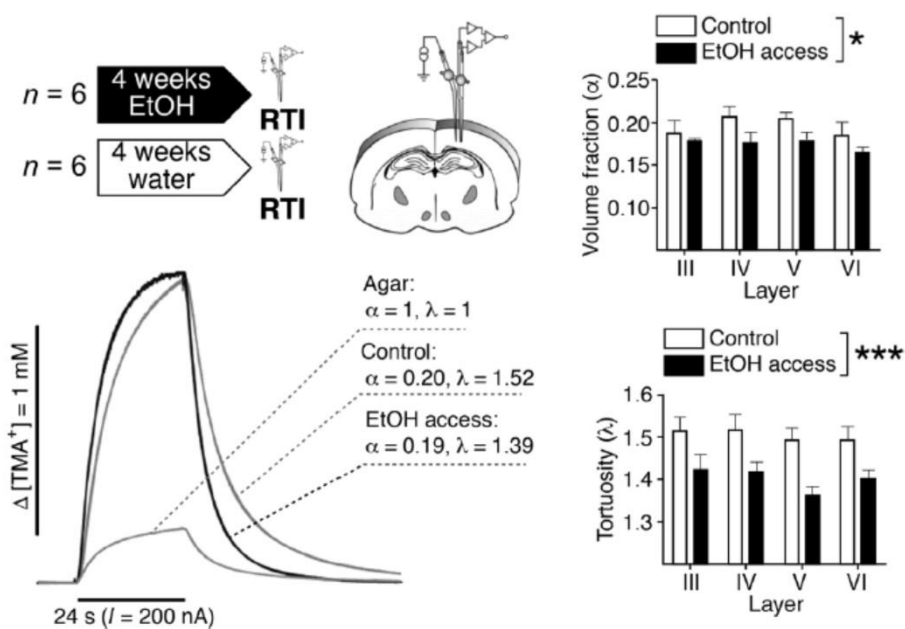 n = 6
4 weeks
EtOH
RTI
n = 6
4 weeks
water
RTI
Control
EtOH access
*
Volume fraction (α)
0.25
0.20
0.15
0.10
III IV V VI
Layer
Δ [TMA⁺] = 1 mM
Agar:
α = 1, λ = 1
Control:
α = 0.20, λ = 1.52
EtOH access:
α = 0.19, λ = 1.39
24 s (I = 200 nA)
Control
EtOH access
***
Tortuosity (λ)
1.6
1.5
1.4
1.3
III IV V VI
Layer